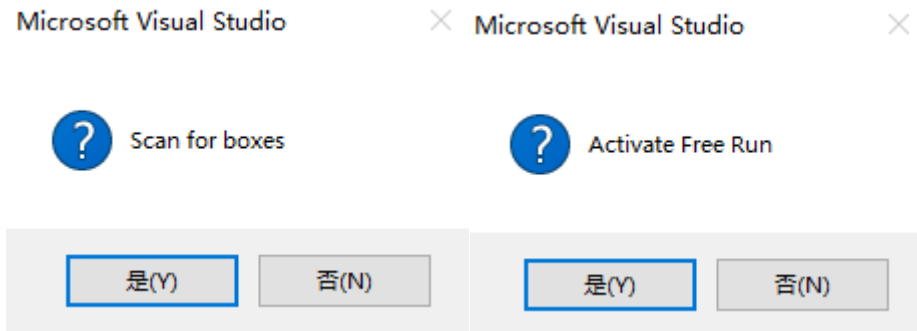 Microsoft Visual Studio
Scan for boxes
是(Y)
否(N)
Microsoft Visual Studio
Activate Free Run
是(Y)
否(N)